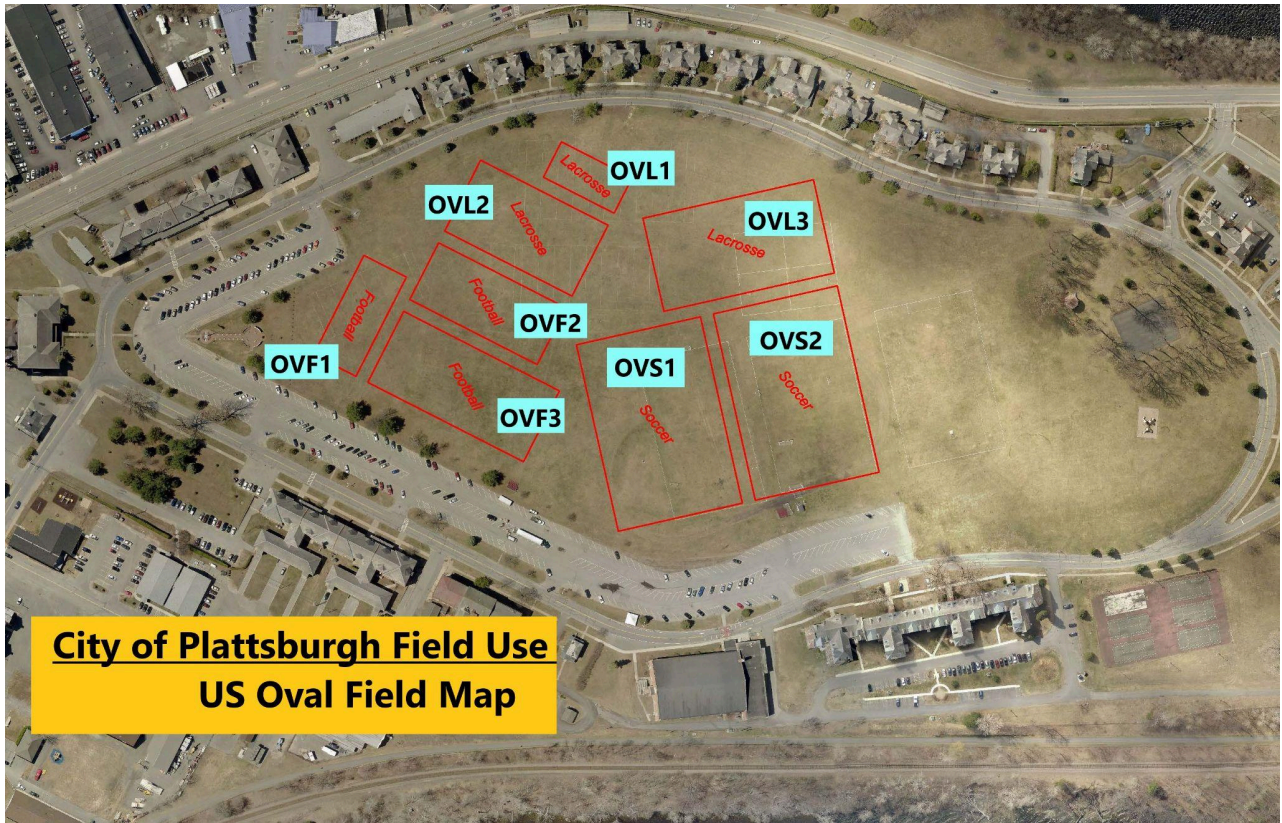 Lacrosse
OVL1
OVL2
Lacrosse
OVL3
Lacrosse
Football
Football
OVF2
OVF1
Football
OVF3
OVS1
Soccer
OVS2
Soccer
City of Plattsburgh Field Use
US Oval Field Map